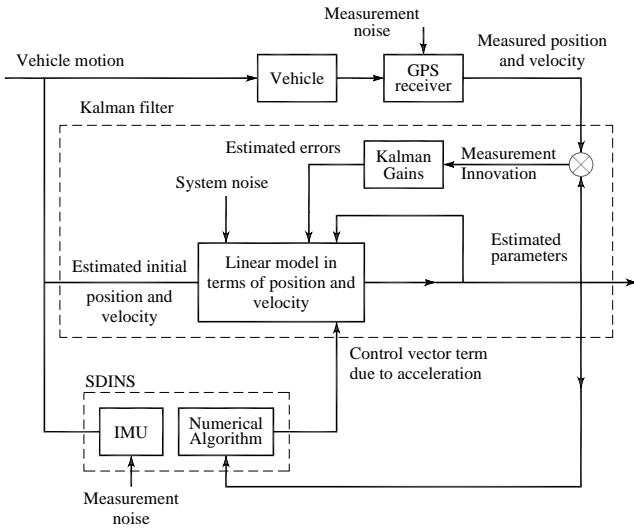 Measurement
noise
Measured position
and velocity
Vehicle motion
Vehicle
GPS
receiver
Kalman filter
Estimated errors
Kalman
Gains
Measurement
Innovation
System noise
Estimated initial
position and
velocity
Linear model in
terms of position and
velocity
Estimated
parameters
Control vector term
due to acceleration
SDINS
IMU
Numerical
Algorithm
Measurement
noise